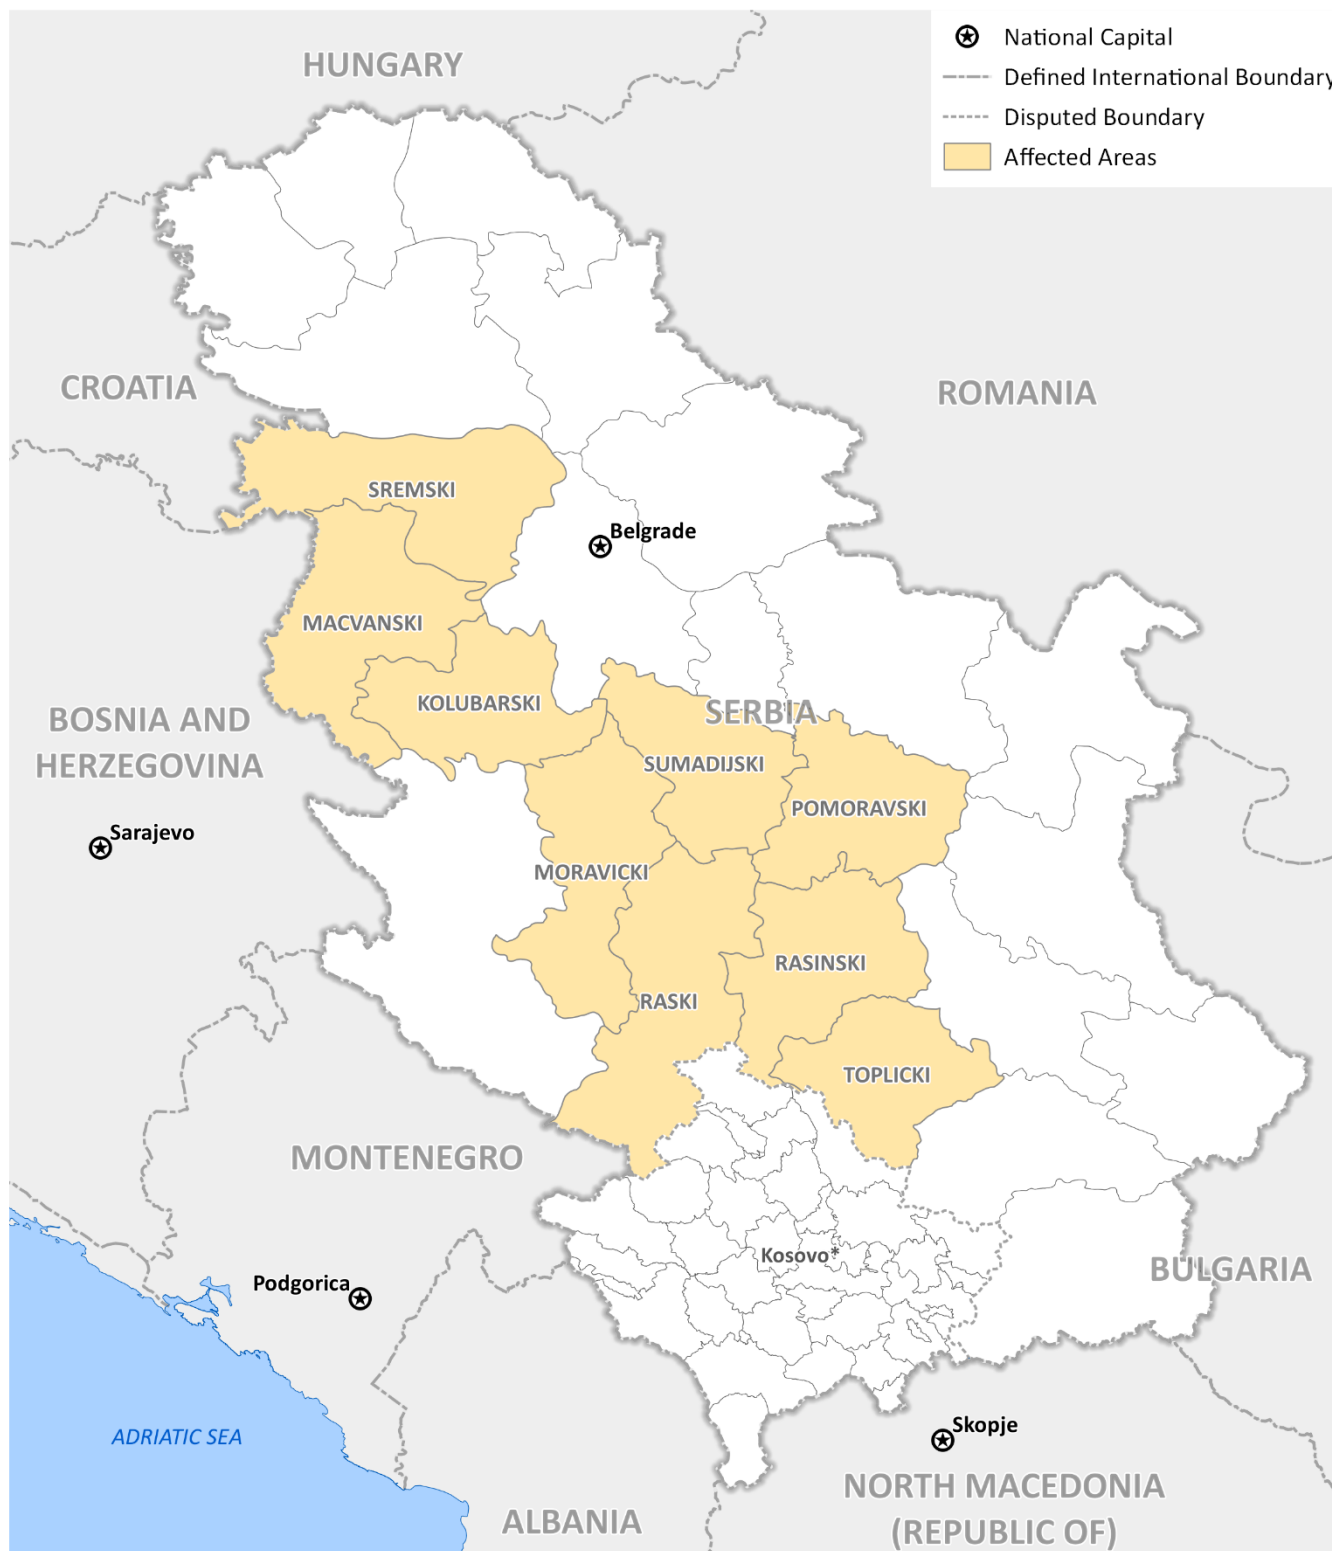 National Capital
Defined International Boundary
Disputed Boundary
Affected Areas
HUNGARY
CROATIA
ROMANIA
SREMSKI
Belgrade
MACVANSKI
KOLUBARSKI
SERBIA
BOSNIA AND
HERZEGOVINA
SUMADIJSKI
POMORAVSKI
Sarajevo
MORAVICKI
RASINSKI
RASKI
TOPLICKI
MONTENEGRO
Kosovo*
BULGARIA
Podgorica
ADRIATIC SEA
Skopje
NORTH MACEDONIA
(REPUBLIC OF)
ALBANIA